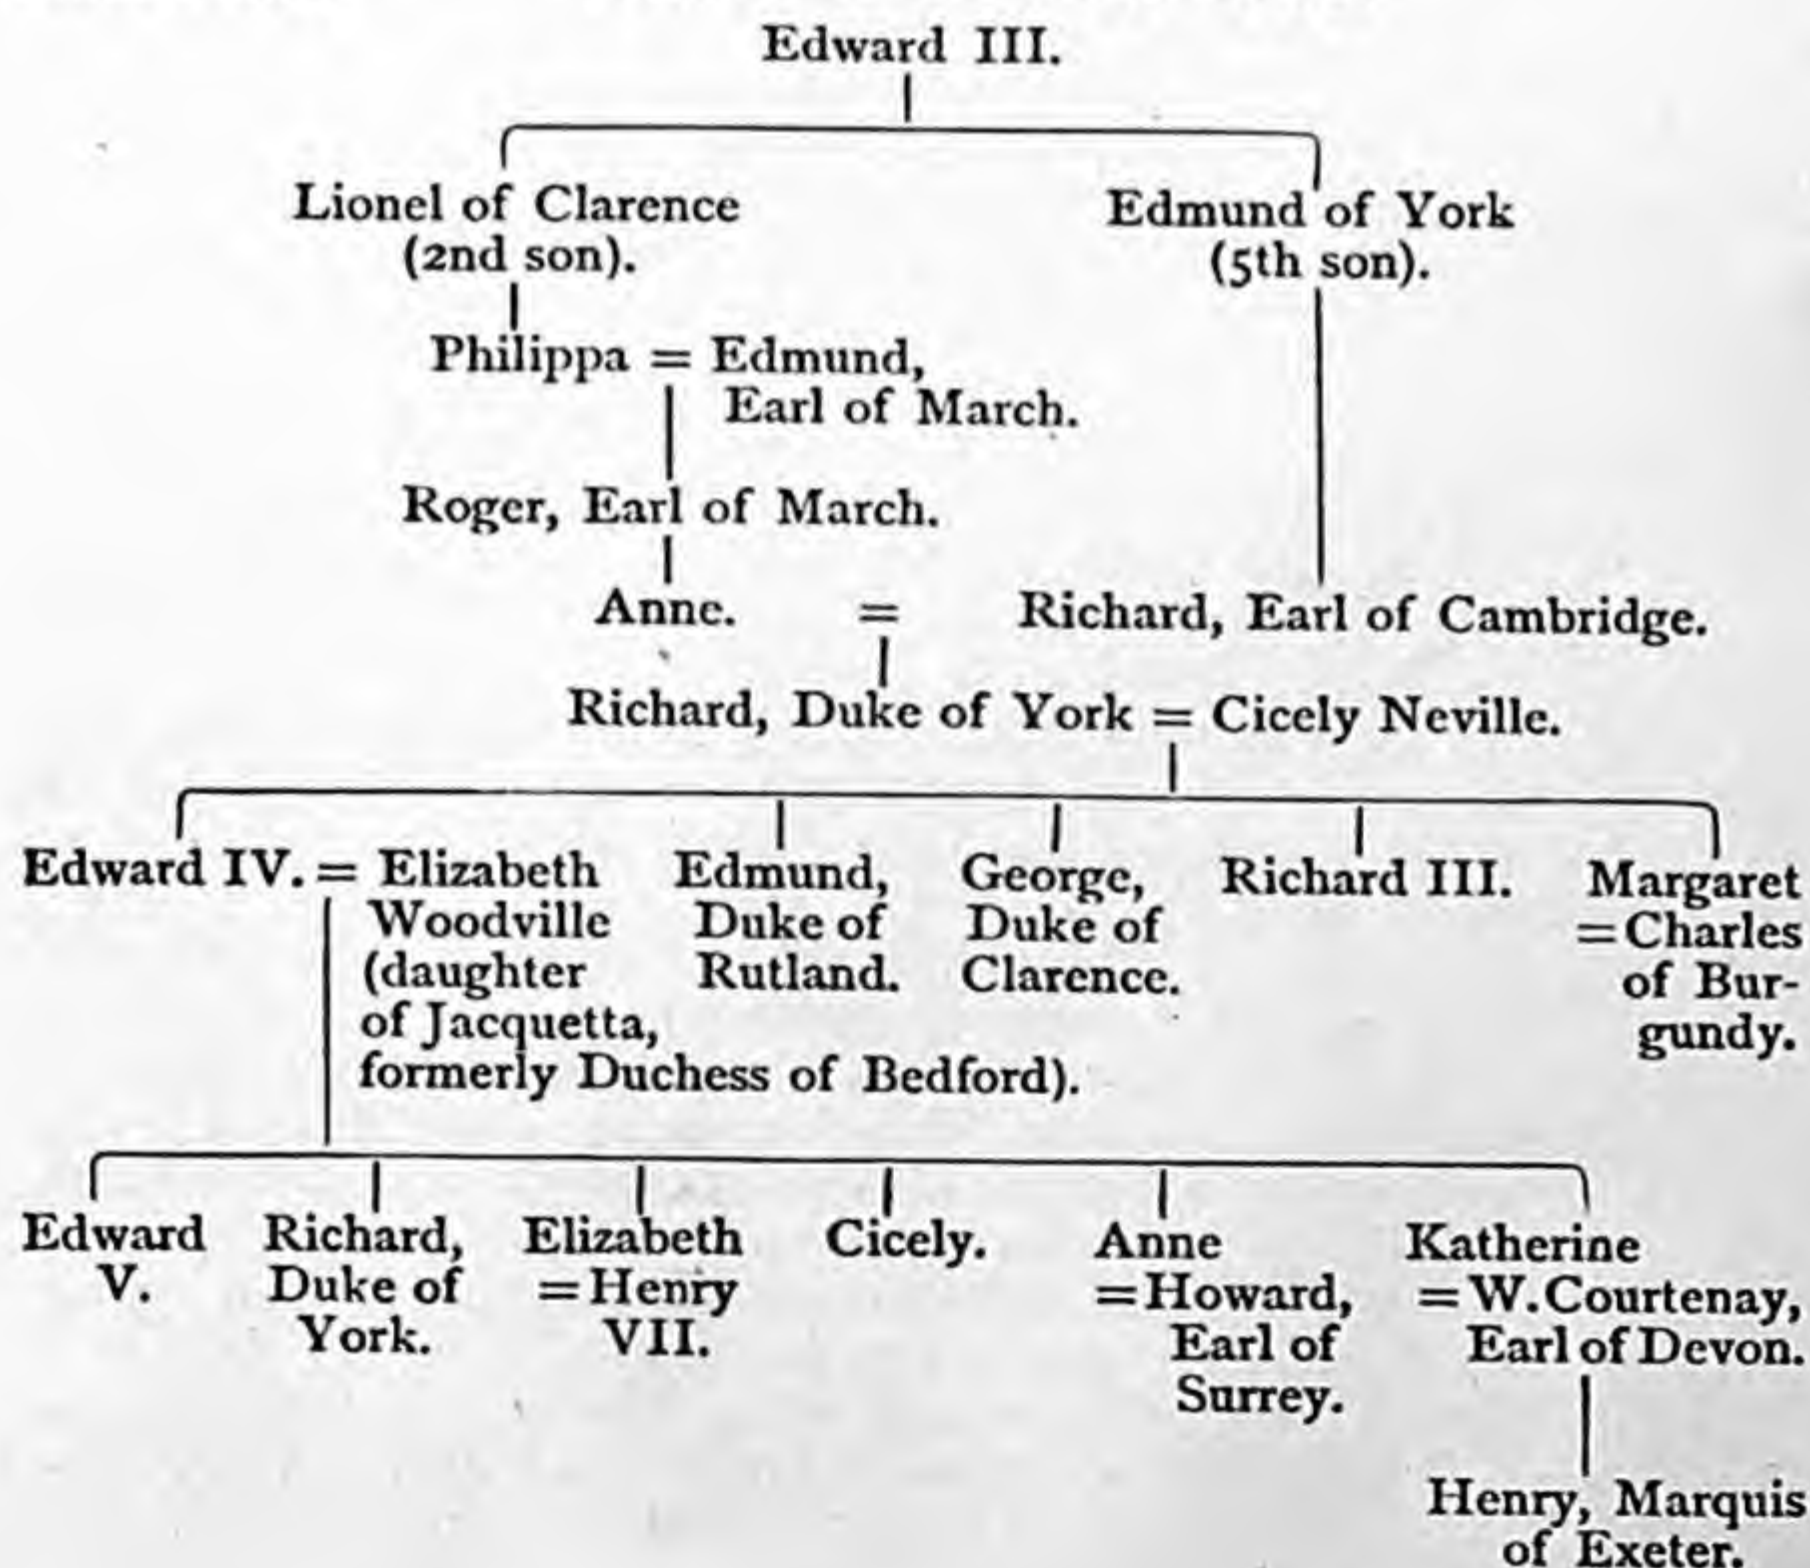 Edward III.
Lionel of Clarence
(2nd son).
Edmund of York
(5th son).
Philippa = Edmund,
Earl of March.
Roger, Earl of March.
Anne. = Richard, Earl of Cambridge.
Richard, Duke of York = Cicely Neville.
Edward IV. = Elizabeth
Woodville
(daughter
of Jacquetta,
formerly Duchess of Bedford).
Edmund,
Duke of
Rutland.
George,
Duke of
Clarence.
Richard III.
Margaret
=Charles
of Bur-
gundy.
Edward
V.
Richard,
Duke of
York.
Elizabeth
=Henry
VII.
Cicely.
Anne
=Howard,
Earl of
Surrey.
Katherine
=W. Courtenay,
Earl of Devon.
Henry, Marquis
of Exeter.